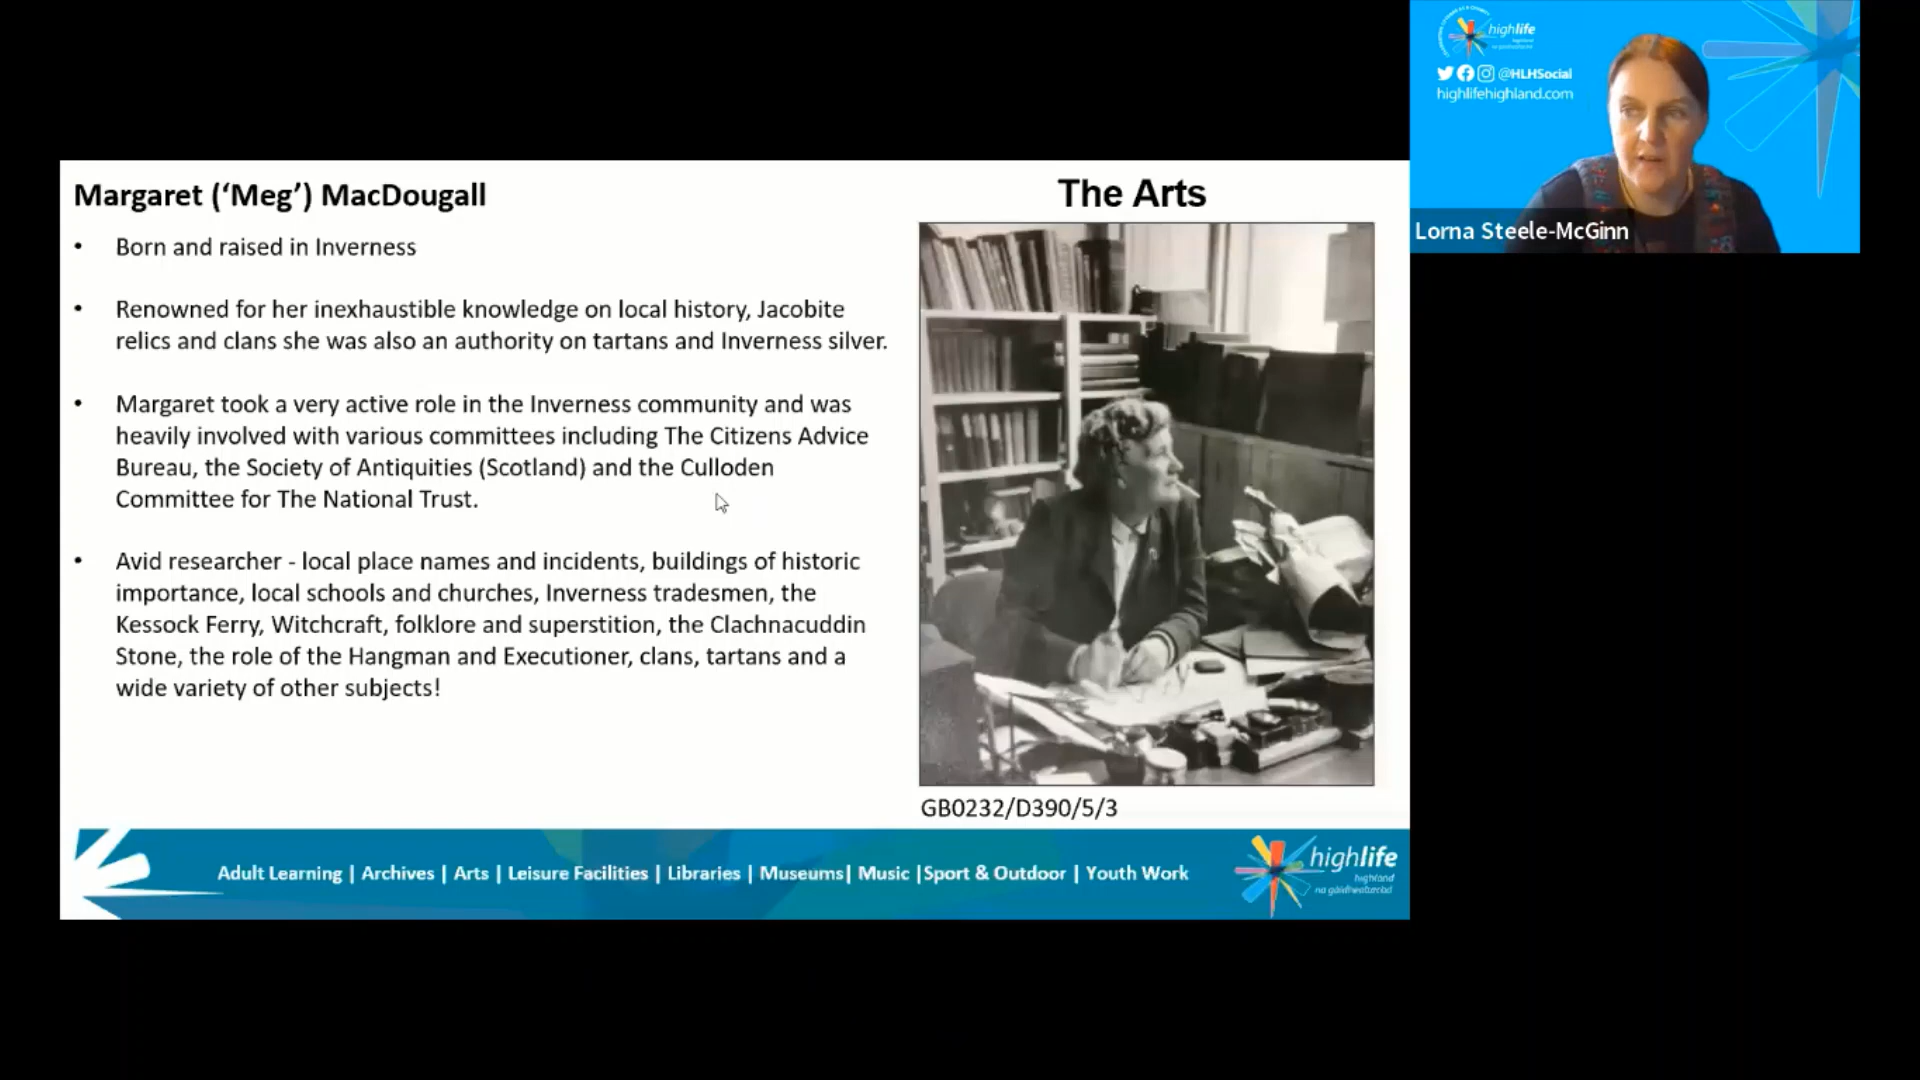 Margaret (‘Meg’) MacDougall
• Born and raised in Inverness
• Renowned for her inexhaustible knowledge on local history, Jacobite
relics and clans she was also an authority on tartans and Inverness silver.
• Margaret took a very active role in the Inverness community and was
heavily involved with various committees including The Citizens Advice
Bureau, the Society of Antiquities (Scotland) and the Culloden
Committee for The National Trust.
• Avid researcher - local place names and incidents, buildings of historic
importance, local schools and churches, Inverness tradesmen, the
Kessock Ferry, Witchcraft, folklore and superstition, the Clachnacuddin
Stone, the role of the Hangman and Executioner, clans, tartans and a
wide variety of other subjects!
The Arts
GB0232/D390/5/3
Adult Learning | Archives | Arts | Leisure Facilities | Libraries | Museums| Music |Sport & Outdoor | Youth Work
highlife
highland
na gàidhealtachd
highlife
@HLHSocial
highlifehighland.com
Lorna Steele-McGinn